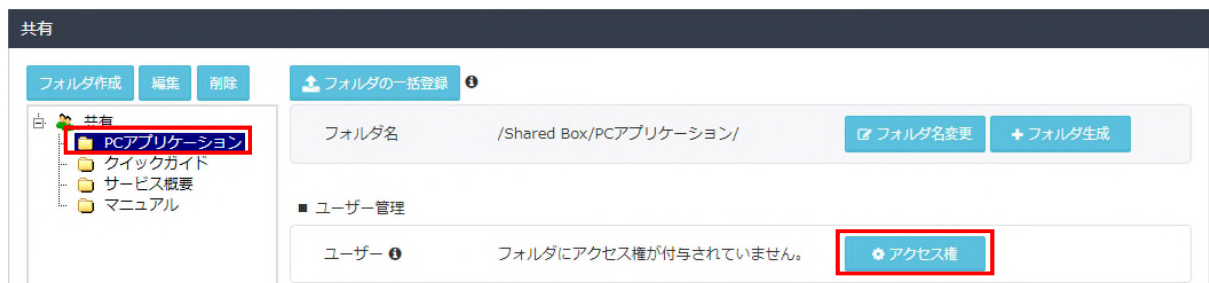 共有
フォルダ作成 編集 削除 フォルダの一括登録
共有
PCアプリケーション
クイックガイド
サービス概要
マニュアル
フォルダ名 /Shared Box/PCアプリケーション/ フォルダ名変更 フォルダ生成
■ ユーザー管理
ユーザー フォルダにアクセス権が付与されていません。 アクセス権